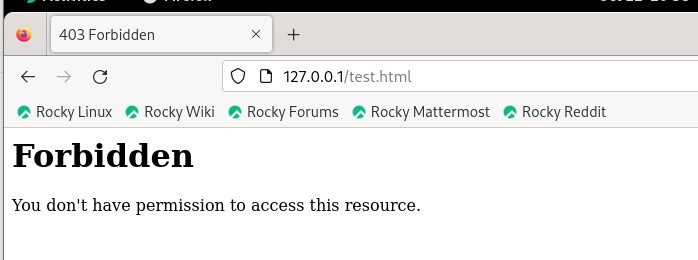 403 Forbidden
127.0.0.1/test.html
Rocky Linux Rocky Wiki Rocky Forums Rocky Mattermost Rocky Reddit
Forbidden
You don't have permission to access this resource.